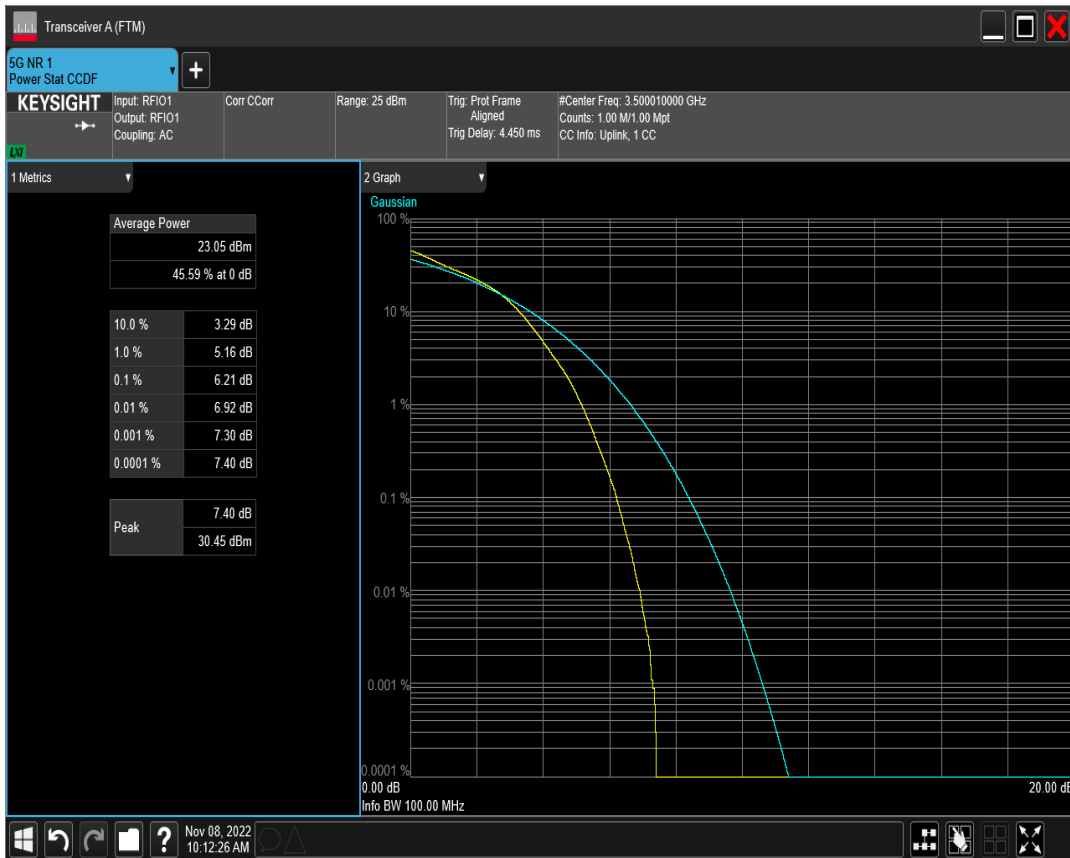 Transceiver A (FTM)
5G NR 1
Power Stat CCDF
+
KEYSIGHT
LXI
Input: RFIO1
Output: RFIO1
Coupling: AC
Corr CCorr
Range: 25 dBm
Trig: Prot Frame
Aligned
Trig Delay: 4.450 ms
#Center Freq: 3.500010000 GHz
Counts: 1.00 M/1.00 Mpt
CC Info: Uplink, 1 CC
1 Metrics
Average Power
23.05 dBm
45.59 % at 0 dB
10.0 % 3.29 dB
1.0 % 5.16 dB
0.1 % 6.21 dB
0.01 % 6.92 dB
0.001 % 7.30 dB
0.0001 % 7.40 dB
Peak
7.40 dB
30.45 dBm
2 Graph
Gaussian
100 %
10 %
1 %
0.1 %
0.01 %
0.001 %
0.0001 %
0.00 dB 20.00 dB
Info BW 100.00 MHz
?
Nov 08, 2022
10:12:26 AM